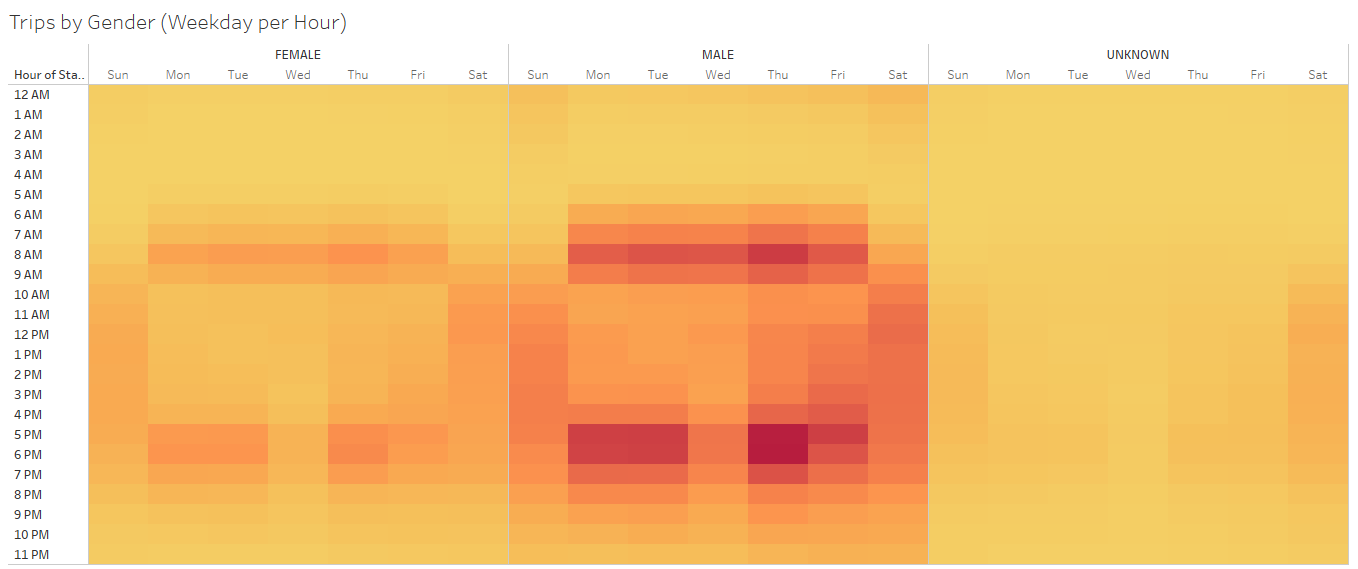 Trips by Gender (Weekday per Hour)
FEMALE MALE UNKNOWN
Hour of Sta.. Sun Mon Tue Wed Thu Fri Sat Sun Mon Tue Wed Thu Fri Sat Sun Mon Tue Wed Thu Fri Sat
12 AM
1 AM
2 AM
3 AM
4 AM
5 AM
6 AM
7 AM
8 AM
9 AM
10 AM
11 AM
12 PM
1 PM
2 PM
3 PM
4 PM
5 PM
6 PM
7 PM
8 PM
9 PM
10 PM
11 PM